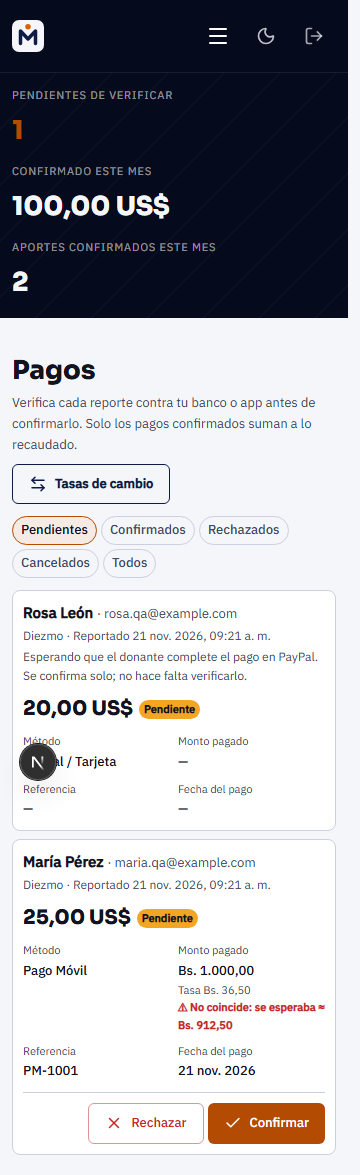 M
PENDIENTES DE VERIFICAR
1
CONFIRMADO ESTE MES
100,00 US$
APORTES CONFIRMADOS ESTE MES
2
Pagos
Verifica cada reporte contra tu banco o app antes de
confirmarlo. Solo los pagos confirmados suman a lo
recaudado.
Tasas de cambio
Pendientes Confirmados Rechazados
Cancelados Todos
Rosa León · rosa.qa@example.com
Diezmo · Reportado 21 nov. 2026, 09:21 a. m.
Esperando que el donante complete el pago en PayPal.
Se confirma solo; no hace falta verificarlo.
20,00 US$ Pendiente
Método Monto pagado
N al / Tarjeta —
Referencia Fecha del pago
— —
María Pérez · maria.qa@example.com
Diezmo · Reportado 21 nov. 2026, 09:21 a. m.
25,00 US$ Pendiente
Método Monto pagado
Pago Móvil Bs. 1.000,00
Tasa Bs. 36,50
⚠ No coincide: se esperaba ≈
Bs. 912,50
Referencia Fecha del pago
PM-1001 21 nov. 2026
Rechazar Confirmar